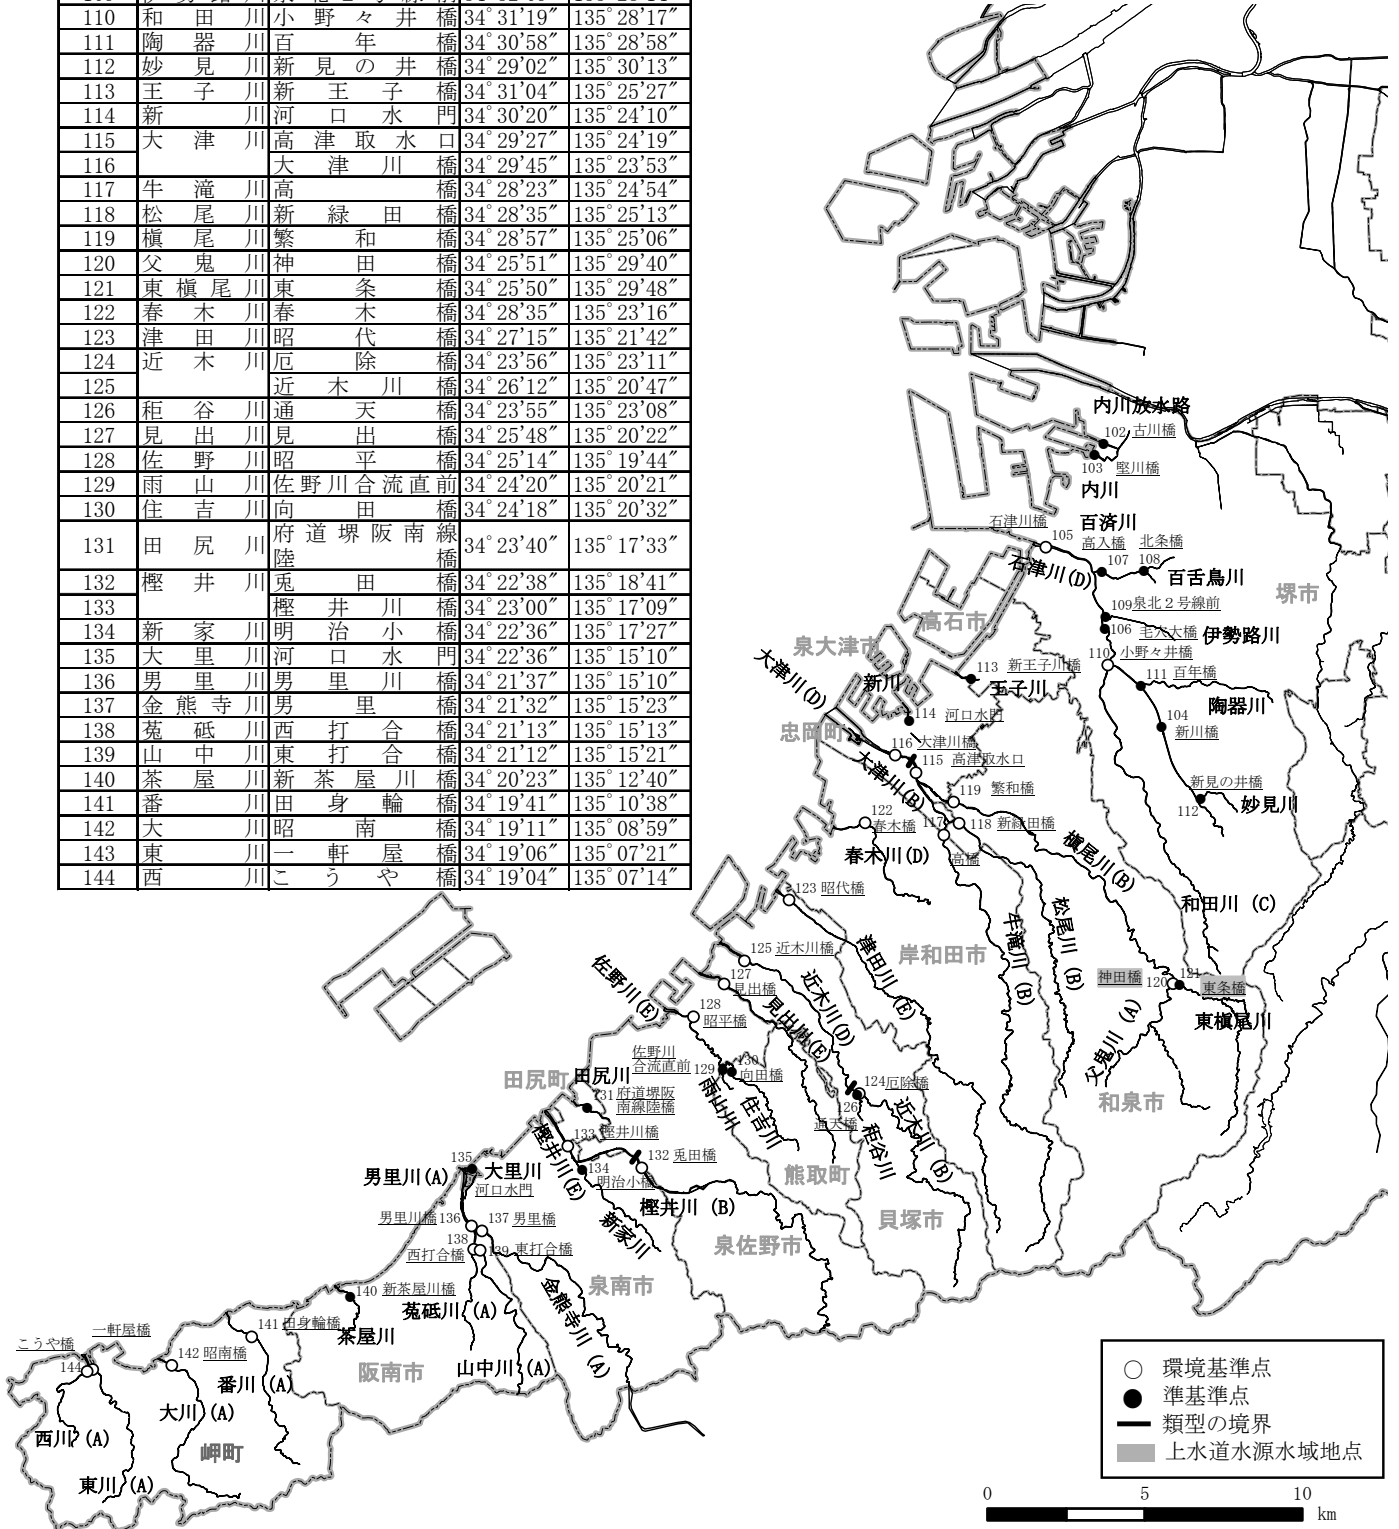 110 和田川 小野々井橋 34°31’19” 135°28’17”
111 陶器川 百年橋 34°30’58” 135°28’58”
112 妙見川 新見の井橋 34°29’02” 135°30’13”
113 王子川 新王子橋 34°31’04” 135°25’27”
114 新川 河口水門 34°30’20” 135°24’10”
115 大津川 高津取水口 34°29’27” 135°24’19”
116 大津川橋 34°29’45” 135°23’53”
117 牛滝川 高橋 34°28’23” 135°24’54”
118 松尾川 新緑田橋 34°28’35” 135°25’13”
119 槇尾川 繁和橋 34°28’57” 135°25’06”
120 父鬼川 神田橋 34°25’51” 135°29’40”
121 東槇尾川 東条橋 34°25’50” 135°29’48”
122 春木川 春木橋 34°28’35” 135°23’16”
123 津田川 昭代橋 34°27’15” 135°21’42”
124 近木川 厄除橋 34°23’56” 135°23’11”
125 近木川橋 34°26’12” 135°20’47”
126 秬谷川 通天橋 34°23’55” 135°23’08”
127 見出川 見出橋 34°25’48” 135°20’22”
128 佐野川 昭平橋 34°25’14” 135°19’44”
129 雨山川 佐野川合流直前 34°24’20” 135°20’21”
130 住吉川 向田橋 34°24’18” 135°20’32”
131 田尻川 府道堺阪南線
陸橋 34°23’40” 135°17’33”
132 樫井川 兎田橋 34°22’38” 135°18’41”
133 樫井川橋 34°23’00” 135°17’09”
134 新家川 明治小橋 34°22’36” 135°17’27”
135 大里川 河口水門 34°22’36” 135°15’10”
136 男里川 男里川橋 34°21’37” 135°15’10”
137 金熊寺川 男里橋 34°21’32” 135°15’23”
138 菟砥川 西打合橋 34°21’13” 135°15’13”
139 山中川 東打合橋 34°21’12” 135°15’21”
140 茶屋川 新茶屋川橋 34°20’23” 135°12’40”
141 番川 田身輪橋 34°19’41” 135°10’38”
142 大川 昭南橋 34°19’11” 135°08’59”
143 東川 一軒屋橋 34°19’06” 135°07’21”
144 西川 こうや橋 34°19’04” 135°07’14”
内川放水路
102 古川橋
103 堅川橋
内川
石津川橋
105
百済川
高入橋
107
北条橋
108
石津川(D)
百舌鳥川
堺市
109 泉北２号線前
106 毛穴大橋
伊勢路川
高石市
泉大津市
110 小野々井橋
111 百年橋
陶器川
113 新王子川橋
王子川
新川
114 河口水門
大津川(D)
忠岡町
104
新川橋
116 大津川橋
115 高津取水口
大津川(B)
新見の井橋
112
妙見川
119 繁和橋
122
春木橋
117
118 新緑田橋
高橋
春木川(D)
槇尾川(B)
123 昭代橋
和田川 (C)
松尾川 (B)
牛滝川 (B)
津田川 (E)
岸和田市
125 近木川橋
127
見出橋
近木川(D)
見出川(E)
佐野川(E)
128
昭平橋
神田橋
120
121
東条橋
東槇尾川
父鬼川 (A)
和泉市
佐野川
合流直前
129
130
向田橋
雨山川
住吉川
124 厄除橋
126
通天橋
秬谷川
近木川 (B)
田尻町
田尻川
131 府道堺阪
南線陸橋
133 樫井川橋
樫井川(E)
134
明治小橋
132 兎田橋
樫井川 (B)
熊取町
貝塚市
泉佐野市
新家川
135
大里川
河口水門
男里川(A)
男里川橋 136
137 男里橋
138
西打合橋
139 東打合橋
泉南市
金熊寺川 (A)
140 新茶屋川橋
茶屋川
菟砥川(A)
山中川 (A)
阪南市
141 田身輪橋
番川 (A)
142 昭南橋
大川 (A)
一軒屋橋
こうや橋
144
西川 (A)
東川 (A)
岬町
環境基準点
準基準点
類型の境界
上水道水源水域地点
0 5 10
km